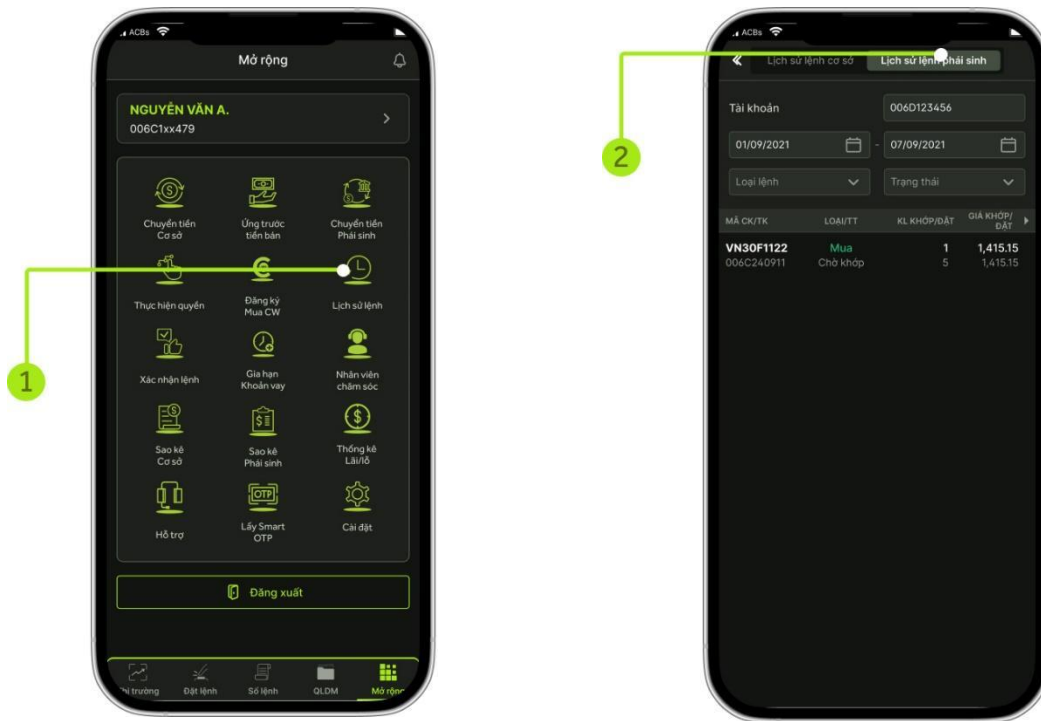 ACBs
Mở rộng
NGUYỄN VĂN A.
006C1xx479
Chuyển tiền
Cơ sở
Ứng trước
tiền bán
Chuyển tiền
Phái sinh
Thực hiện quyền
Đăng ký
Mua CW
Lịch sử lệnh
Xác nhận lệnh
Gia hạn
Khoản vay
Nhân viên
chăm sóc
Sao kê
Cơ sở
Sao kê
Phái sinh
Thống kê
Lãi/lỗ
Hỗ trợ
OTP
Lấy Smart
OTP
Cài đặt
Đăng xuất
Đặt lệnh
Sổ lệnh
QLDM
Mở rộng
1
ACBs
Lịch sử lệnh cơ sở
Lịch sử lệnh phái sinh
2
Tài khoản
006D123456
01/09/2021 - 07/09/2021
Loại lệnh
Trạng thái
MÃ CK/TK LOẠI/TT KL KHỚP/ĐẶT GIÁ KHỚP/
ĐẶT
VN30F1122 Mua 1 1,415.15
006C240911 Chờ khớp 5 1,415.15